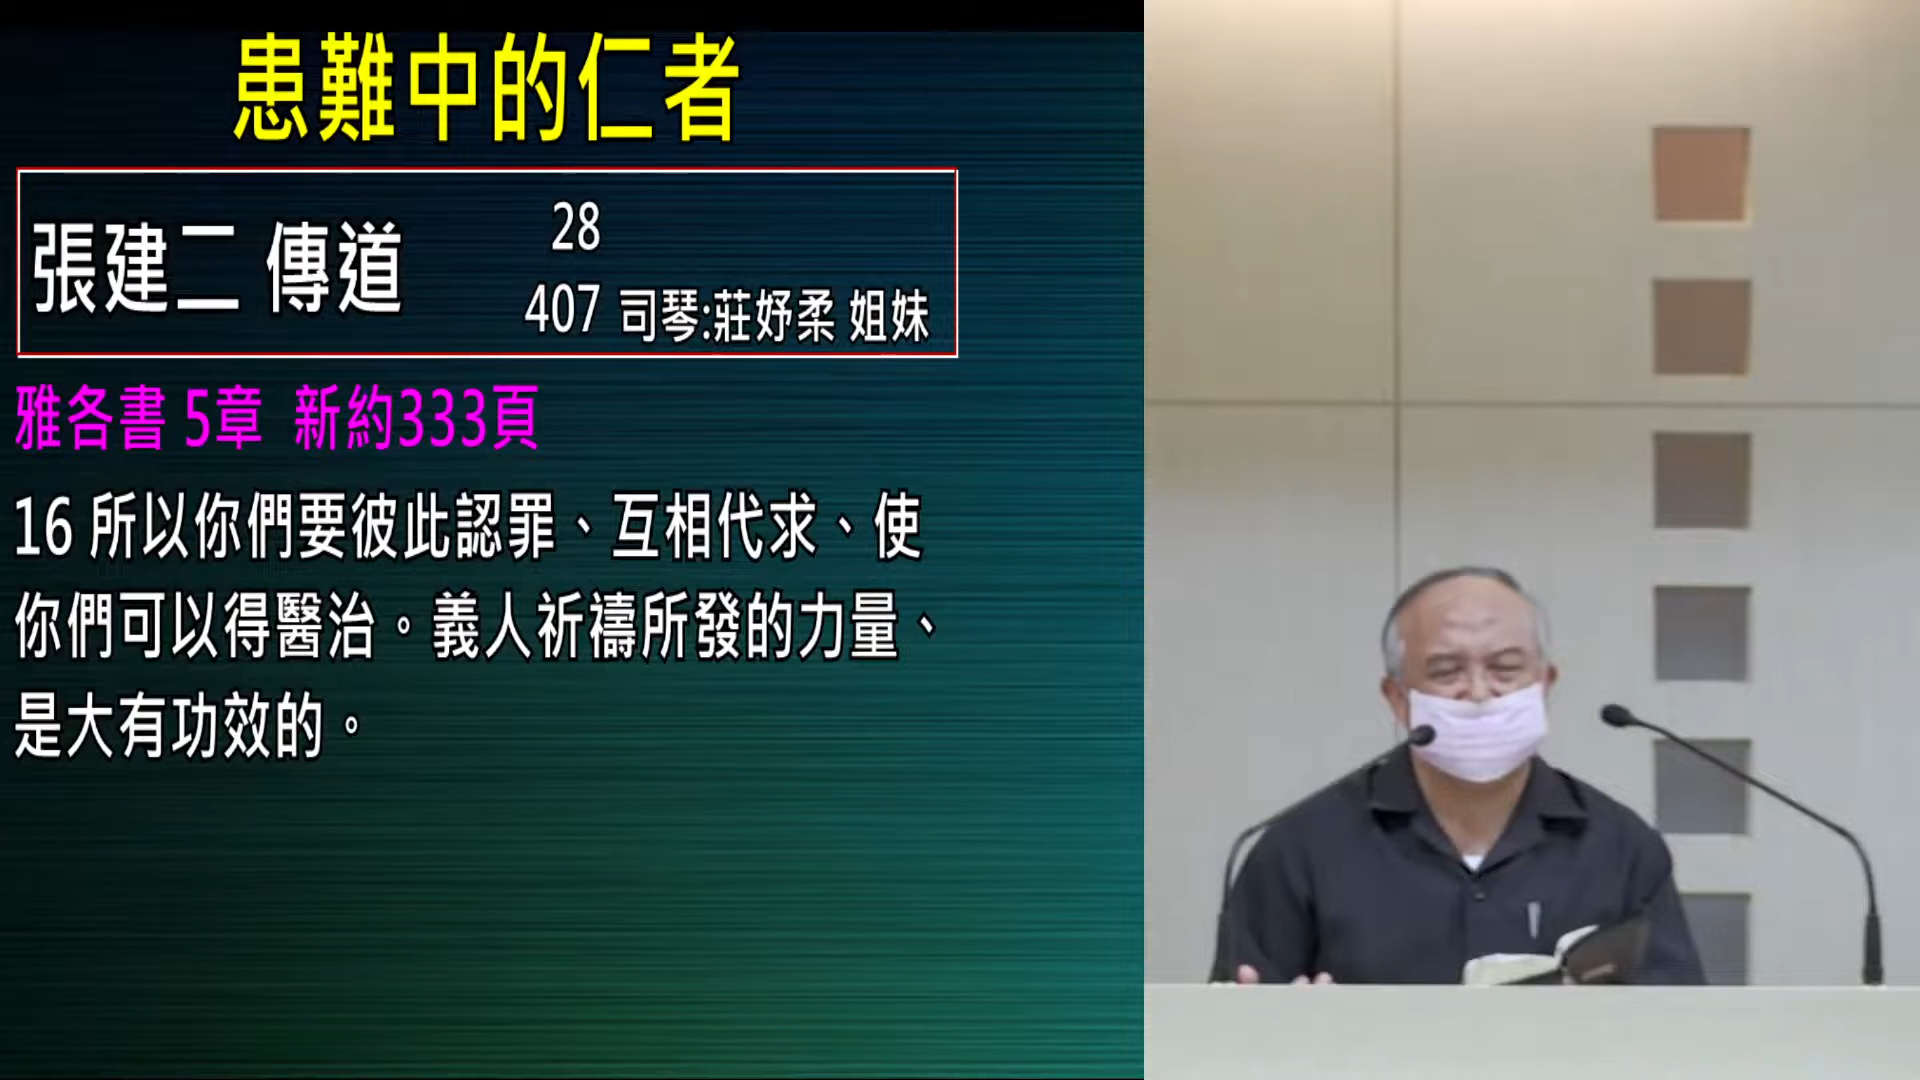 患難中的仁者
張建二 傳道
28
407 司琴:莊妤柔 姐妹
雅各書 5章 新約333頁
16 所以你們要彼此認罪、互相代求、使
你們可以得醫治。義人祈禱所發的力量、
是大有功效的。